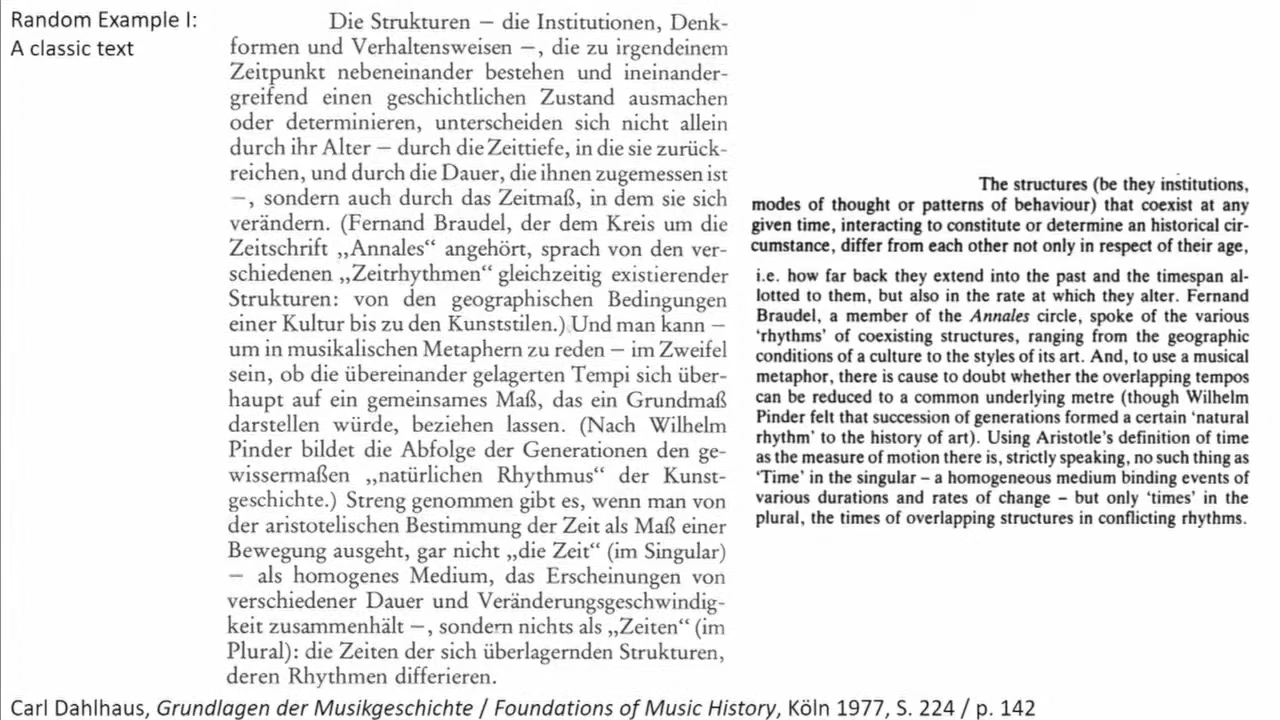 Random Example I:
A classic text
Die Strukturen – die Institutionen, Denk-
formen und Verhaltensweisen –, die zu irgendeinem
Zeitpunkt nebeneinander bestehen und ineinander-
greifend einen geschichtlichen Zustand ausmachen
oder determinieren, unterscheiden sich nicht allein
durch ihr Alter – durch die Zeittiefe, in die sie zurück-
reichen, und durch die Dauer, die ihnen zugemessen ist
–, sondern auch durch das Zeitmaß, in dem sie sich
verändern. (Fernand Braudel, der dem Kreis um die
Zeitschrift „Annales“ angehört, sprach von den ver-
schiedenen „Zeitrhythmen“ gleichzeitig existierender
Strukturen: von den geographischen Bedingungen
einer Kultur bis zu den Kunststilen.) Und man kann –
um in musikalischen Metaphern zu reden – im Zweifel
sein, ob die übereinander gelagerten Tempi sich über-
haupt auf ein gemeinsames Maß, das ein Grundmaß
darstellen würde, beziehen lassen. (Nach Wilhelm
Pinder bildet die Abfolge der Generationen den ge-
wissermaßen „natürlichen Rhythmus“ der Kunst-
geschichte.) Streng genommen gibt es, wenn man von
der aristotelischen Bestimmung der Zeit als Maß einer
Bewegung ausgeht, gar nicht „die Zeit“ (im Singular)
– als homogenes Medium, das Erscheinungen von
verschiedener Dauer und Veränderungsgeschwindig-
keit zusammenhält –, sondern nichts als „Zeiten“ (im
Plural): die Zeiten der sich überlagernden Strukturen,
deren Rhythmen differieren.
The structures (be they institutions,
modes of thought or patterns of behaviour) that coexist at any
given time, interacting to constitute or determine an historical cir-
cumstance, differ from each other not only in respect of their age,
i.e. how far back they extend into the past and the timespan al-
lotted to them, but also in the rate at which they alter. Fernand
Braudel, a member of the Annales circle, spoke of the various
‘rhythms’ of coexisting structures, ranging from the geographic
conditions of a culture to the styles of its art. And, to use a musical
metaphor, there is cause to doubt whether the overlapping tempos
can be reduced to a common underlying metre (though Wilhelm
Pinder felt that succession of generations formed a certain ‘natural
rhythm’ to the history of art). Using Aristotle’s definition of time
as the measure of motion there is, strictly speaking, no such thing as
‘Time’ in the singular – a homogeneous medium binding events of
various durations and rates of change – but only ‘times’ in the
plural, the times of overlapping structures in conflicting rhythms.
Carl Dahlhaus, Grundlagen der Musikgeschichte / Foundations of Music History, Köln 1977, S. 224 / p. 142